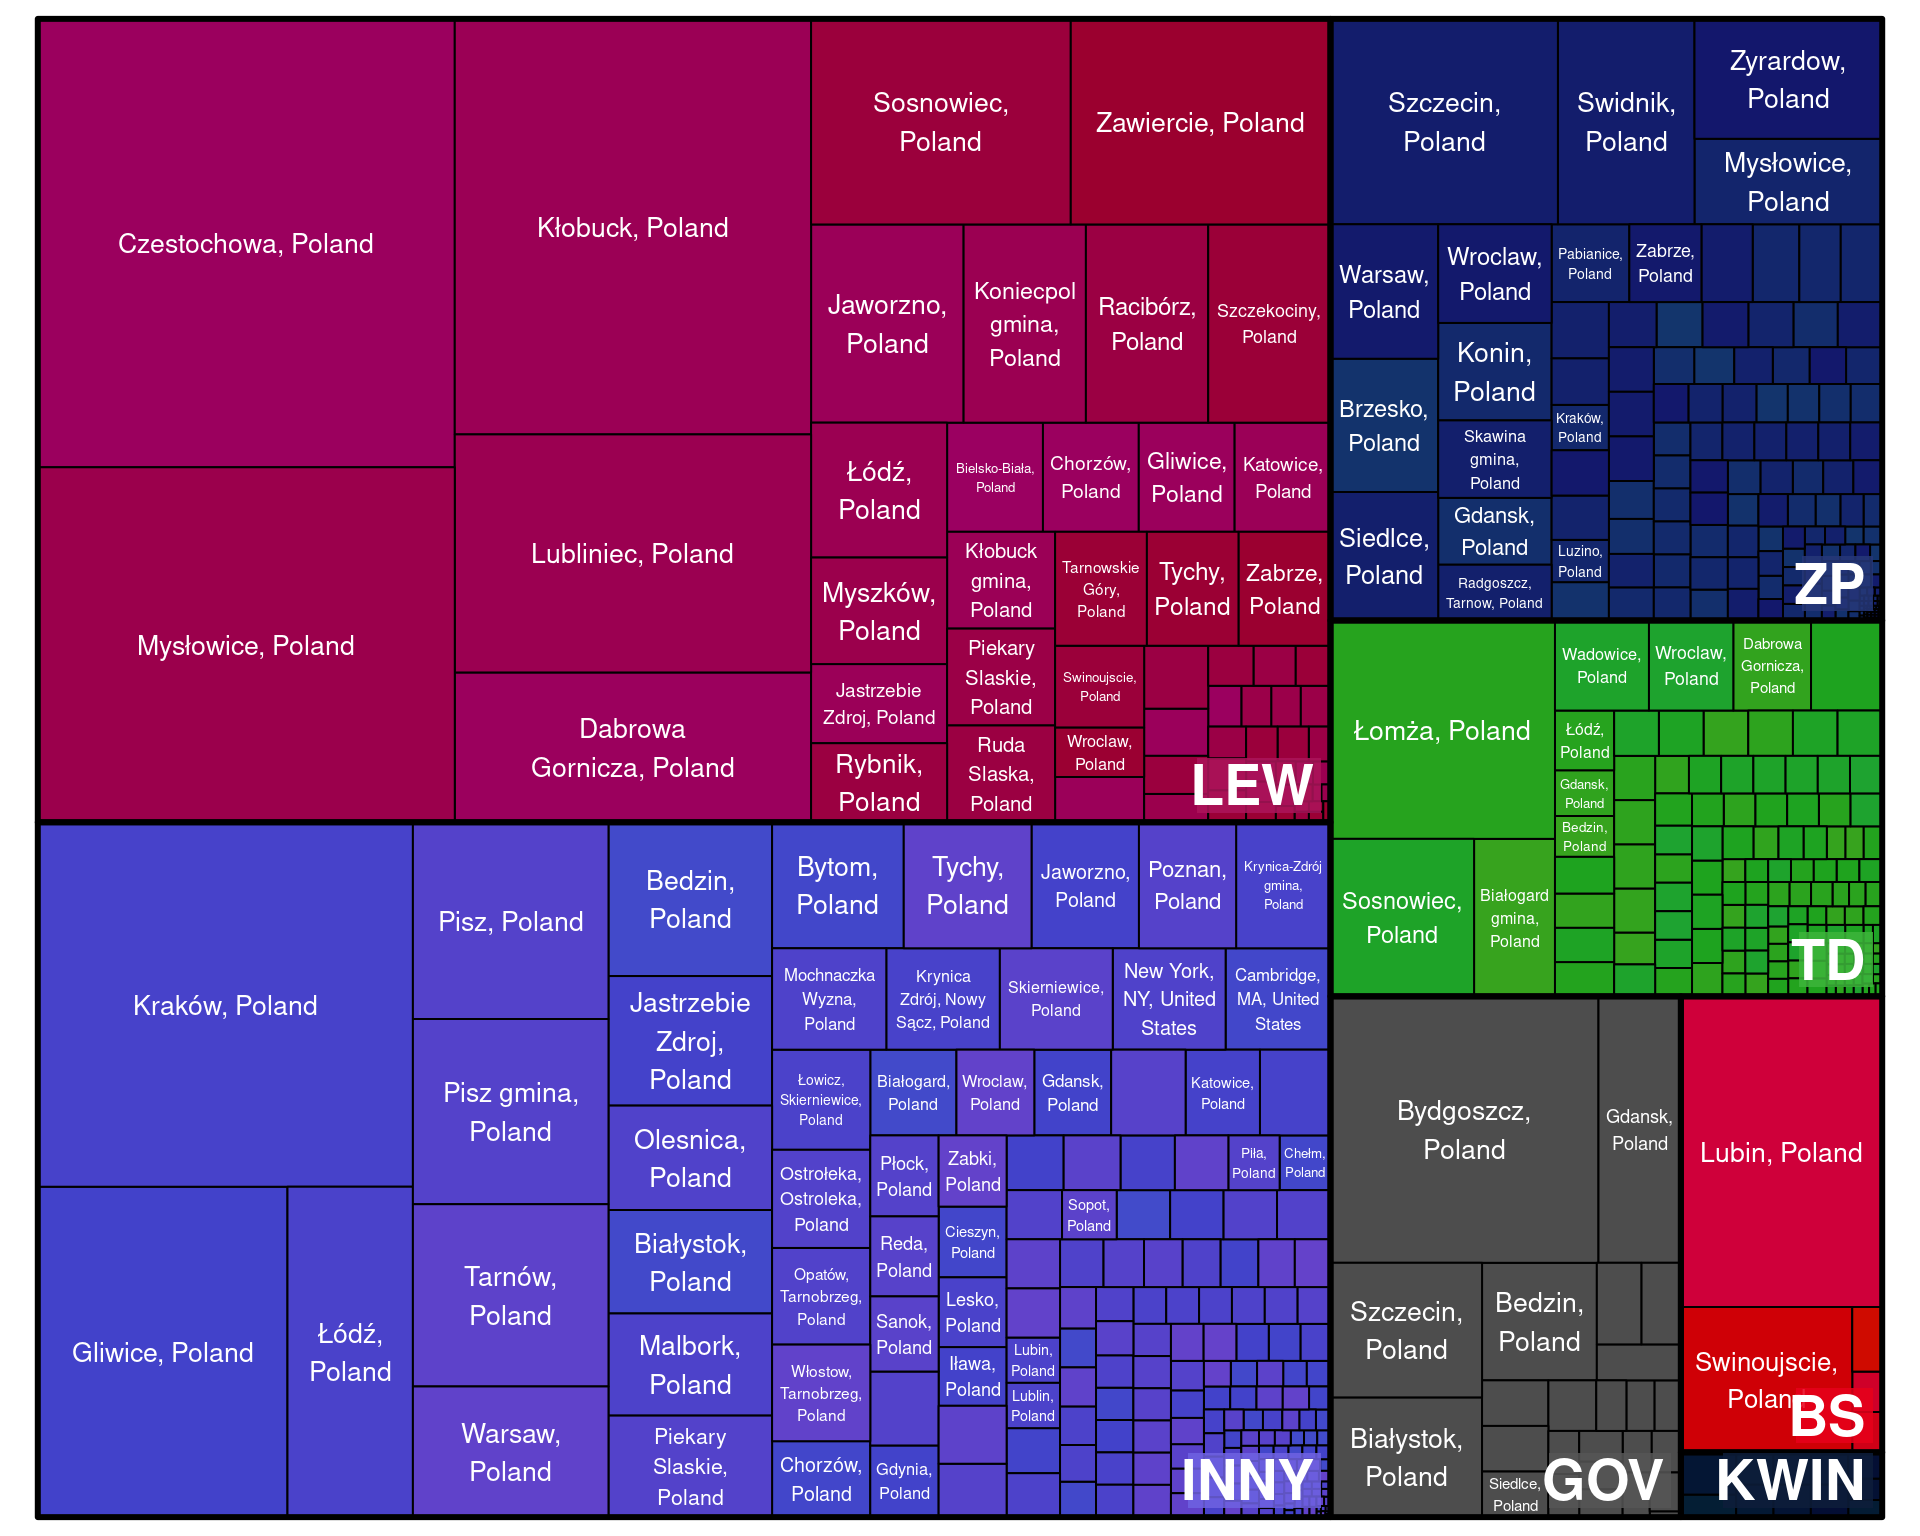 Czestochowa, Poland
Mysłowice, Poland
Kłobuck, Poland
Lubliniec, Poland
Dabrowa
Gornicza, Poland
Sosnowiec,
Poland
Zawiercie, Poland
Jaworzno,
Poland
Koniecpol
gmina,
Poland
Racibórz,
Poland
Szczekociny,
Poland
Łódź,
Poland
Myszków,
Poland
Jastrzebie
Zdroj, Poland
Rybnik,
Poland
Bielsko-Biała,
Poland
Chorzów,
Poland
Gliwice,
Poland
Katowice,
Poland
Kłobuck
gmina,
Poland
Piekary
Slaskie,
Poland
Ruda
Slaska,
Poland
Tarnowskie
Góry,
Poland
Tychy,
Poland
Zabrze,
Poland
Swinoujscie,
Poland
Wroclaw,
Poland
LEW
Szczecin,
Poland
Swidnik,
Poland
Zyrardow,
Poland
Mysłowice,
Poland
Warsaw,
Poland
Brzesko,
Poland
Siedlce,
Poland
Wroclaw,
Poland
Konin,
Poland
Skawina
gmina,
Poland
Gdansk,
Poland
Radgoszcz,
Tarnow, Poland
Pabianice,
Poland
Zabrze,
Poland
Kraków,
Poland
Luzino,
Poland
ZP
Łomża, Poland
Sosnowiec,
Poland
Białogard
gmina,
Poland
Wadowice,
Poland
Wroclaw,
Poland
Dabrowa
Gornicza,
Poland
Łódź,
Poland
Gdansk,
Poland
Bedzin,
Poland
TD
Kraków, Poland
Gliwice, Poland
Łódź,
Poland
Pisz, Poland
Pisz gmina,
Poland
Tarnów,
Poland
Warsaw,
Poland
Bedzin,
Poland
Jastrzebie
Zdroj,
Poland
Olesnica,
Poland
Białystok,
Poland
Malbork,
Poland
Piekary
Slaskie,
Poland
Bytom,
Poland
Tychy,
Poland
Jaworzno,
Poland
Poznan,
Poland
Krynica-Zdrój
gmina,
Poland
Mochnaczka
Wyzna,
Poland
Krynica
Zdrój, Nowy
Sącz, Poland
Skierniewice,
Poland
New York,
NY, United
States
Cambridge,
MA, United
States
Łowicz,
Skierniewice,
Poland
Ostrołeka,
Ostroleka,
Poland
Opatów,
Tarnobrzeg,
Poland
Włostow,
Tarnobrzeg,
Poland
Chorzów,
Poland
Białogard,
Poland
Wroclaw,
Poland
Gdansk,
Poland
Katowice,
Poland
Płock,
Poland
Reda,
Poland
Sanok,
Poland
Gdynia,
Poland
Zabki,
Poland
Cieszyn,
Poland
Lesko,
Poland
Iława,
Poland
Piła,
Poland
Chełm,
Poland
Sopot,
Poland
Lubin,
Poland
Lublin,
Poland
INNY
Bydgoszcz,
Poland
Gdansk,
Poland
Szczecin,
Poland
Białystok,
Poland
Bedzin,
Poland
Siedlce,
Poland
GOV
Lubin, Poland
Swinoujscie,
Poland
BS
KWIN